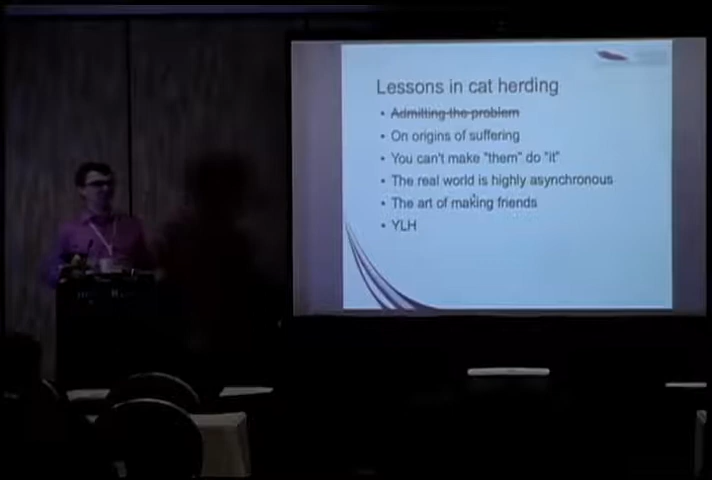 Lessons in cat herding
• Admitting the problem
• On origins of suffering
• You can't make "them" do "it"
• The real world is highly asynchronous
• The art of making friends
• YLH